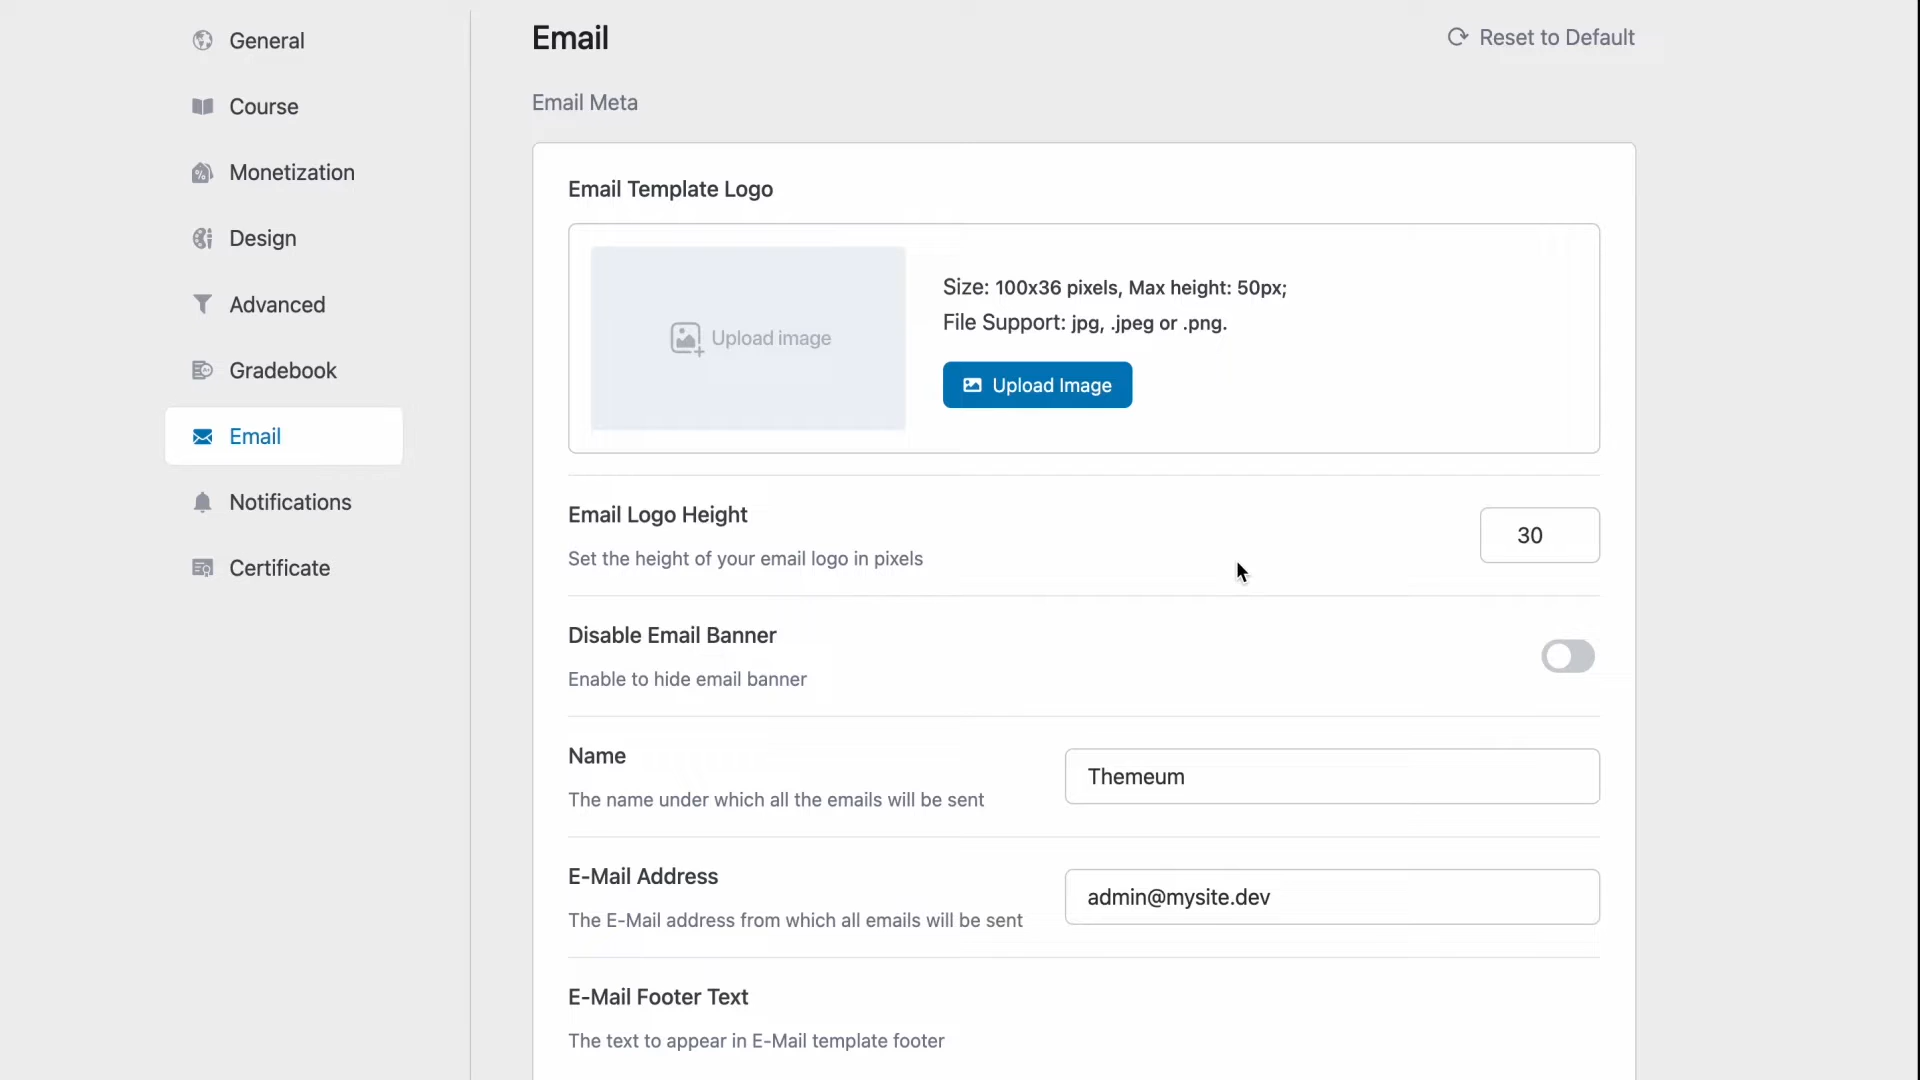 General
Course
Monetization
Design
Advanced
Gradebook
Email
Notifications
Certificate
Email
Reset to Default
Email Meta
Email Template Logo
Upload image
Size: 100x36 pixels, Max height: 50px;
File Support: jpg, .jpeg or .png.
Upload Image
Email Logo Height
Set the height of your email logo in pixels
30
Disable Email Banner
Enable to hide email banner
Name
The name under which all the emails will be sent
Themeum
E-Mail Address
The E-Mail address from which all emails will be sent
admin@mysite.dev
E-Mail Footer Text
The text to appear in E-Mail template footer